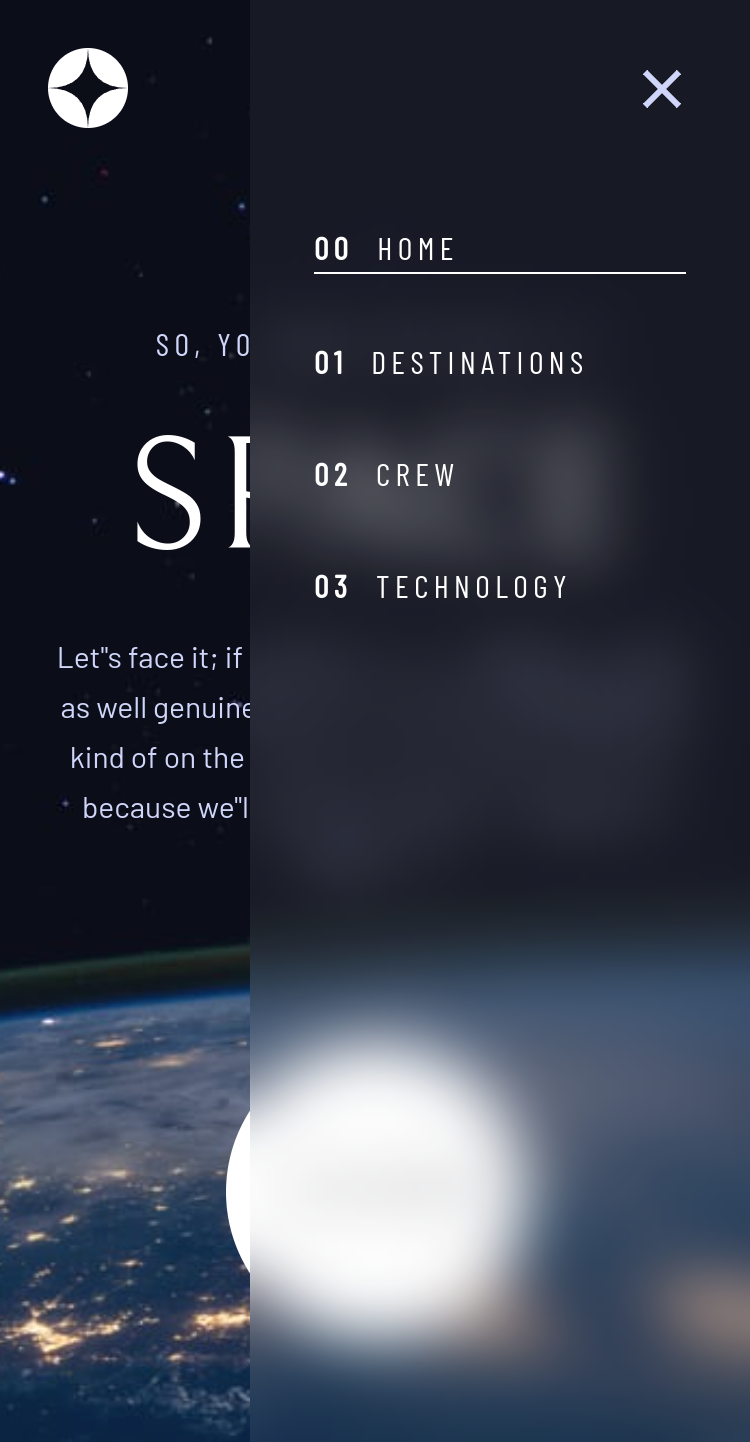 00 HOME
01 DESTINATIONS
02 CREW
03 TECHNOLOGY
SO, YO
SP
Let"s face it; if
as well genuine
kind of on the
because we"l